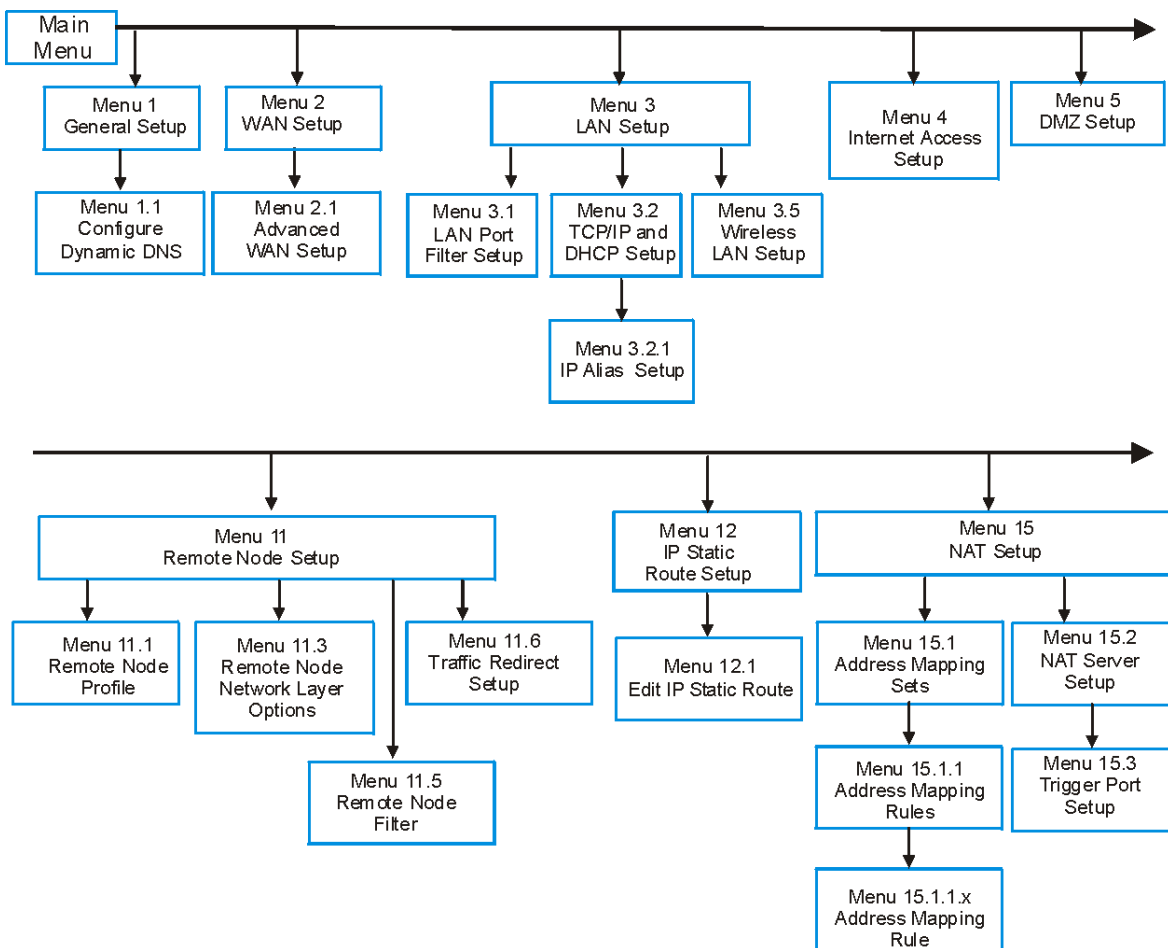 Main
Menu
Menu 1
General Setup
Menu 2
WAN Setup
Menu 3
LAN Setup
Menu 4
Internet Access
Setup
Menu 5
DMZ Setup
Menu 1.1
Configure
Dynamic DNS
Menu 2.1
Advanced
WAN Setup
Menu 3.1
LAN Port
Filter Setup
Menu 3.2
TCP/IP and
DHCP Setup
Menu 3.5
Wireless
LAN Setup
Menu 3.2.1
IP Alias Setup
Menu 11
Remote Node Setup
Menu 12
IP Static
Route Setup
Menu 15
NAT Setup
Menu 11.1
Remote Node
Profile
Menu 11.3
Remote Node
Network Layer
Options
Menu 11.6
Traffic Redirect
Setup
Menu 12.1
Edit IP Static Route
Menu 15.1
Address Mapping
Sets
Menu 15.2
NAT Server
Setup
Menu 11.5
Remote Node
Filter
Menu 15.1.1
Address Mapping
Rules
Menu 15.3
Trigger Port
Setup
Menu 15.1.1.x
Address Mapping
Rule